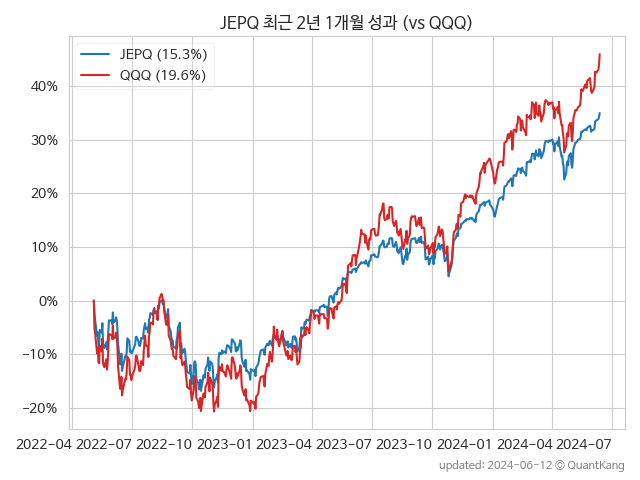 JEPQ 최근 2년 1개월 성과 (vs QQQ)
JEPQ (15.3%)
QQQ (19.6%)
40%
30%
20%
10%
0%
−10%
−20%
2022-04 2022-07 2022-10 2023-01 2023-04 2023-07 2023-10 2024-01 2024-04 2024-07
updated: 2024-06-12 © QuantKang